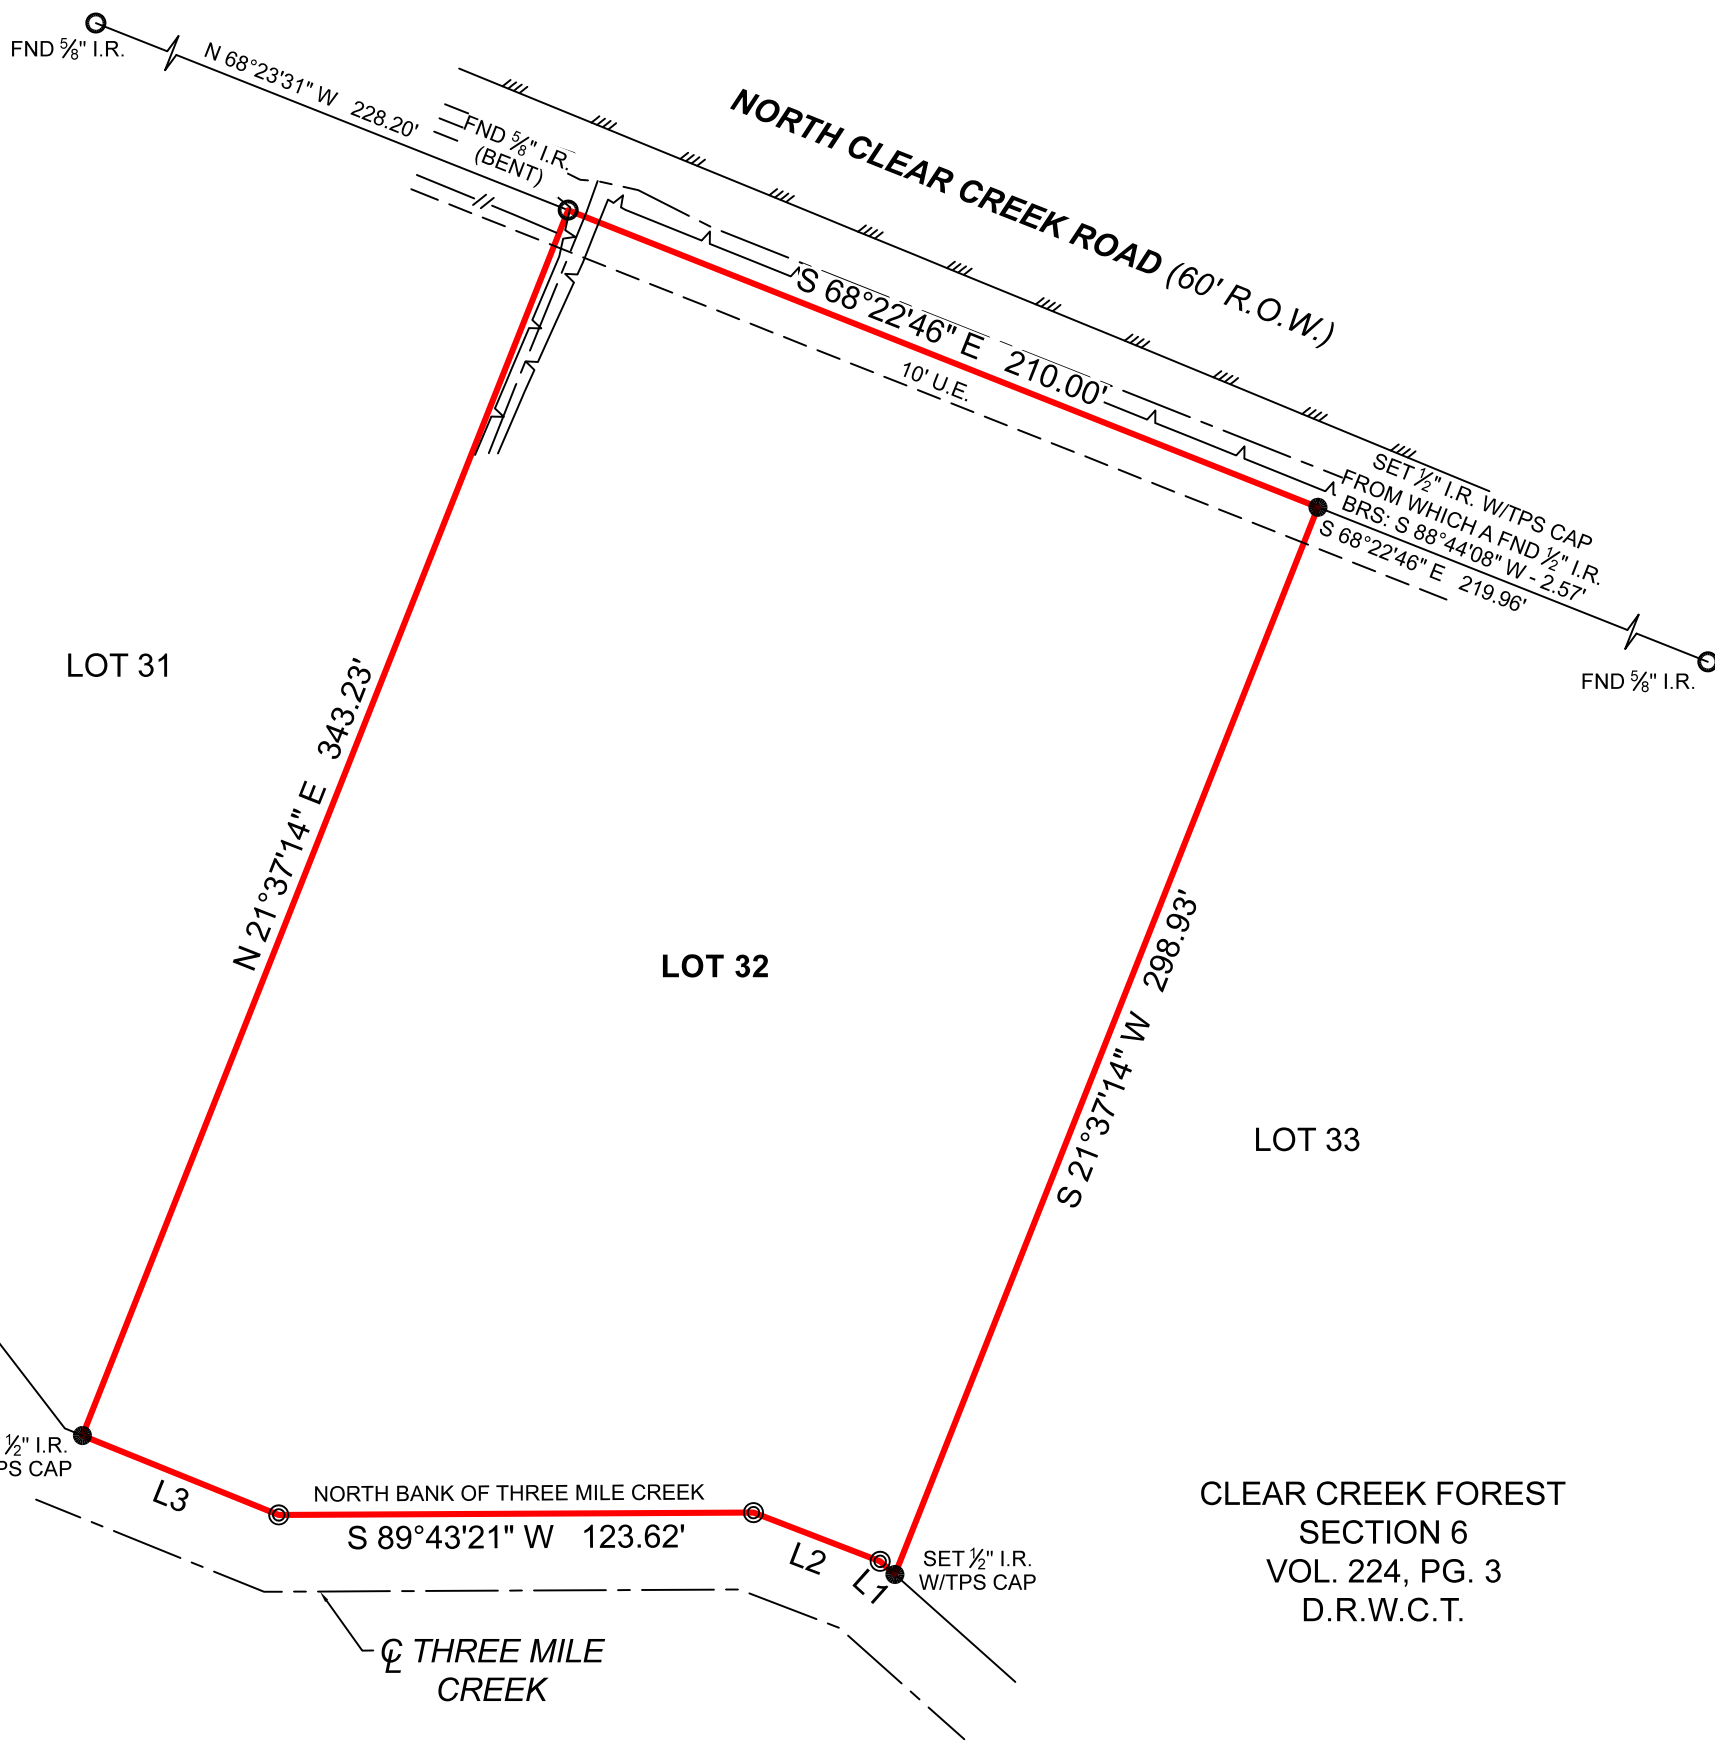 FND ⅝" I.R.
N 68°23'31" W 228.20'
FND ⅝" I.R.
(BENT)
NORTH CLEAR CREEK ROAD (60' R.O.W.)
S 68°22'46" E 210.00'
10' U.E.
SET ½" I.R. W/TPS CAP
FROM WHICH A FND ½" I.R.
BRS: S 88°44'08" W - 2.57'
S 68°22'46" E 219.96'
FND ⅝" I.R.
LOT 31
N 21°37'14" E 343.23'
LOT 32
S 21°37'14" W 298.93'
LOT 33
½" I.R.
PS CAP
L3
NORTH BANK OF THREE MILE CREEK
S 89°43'21" W 123.62'
L2
L1
SET ½" I.R.
W/TPS CAP
℄ THREE MILE
CREEK
CLEAR CREEK FOREST
SECTION 6
VOL. 224, PG. 3
D.R.W.C.T.